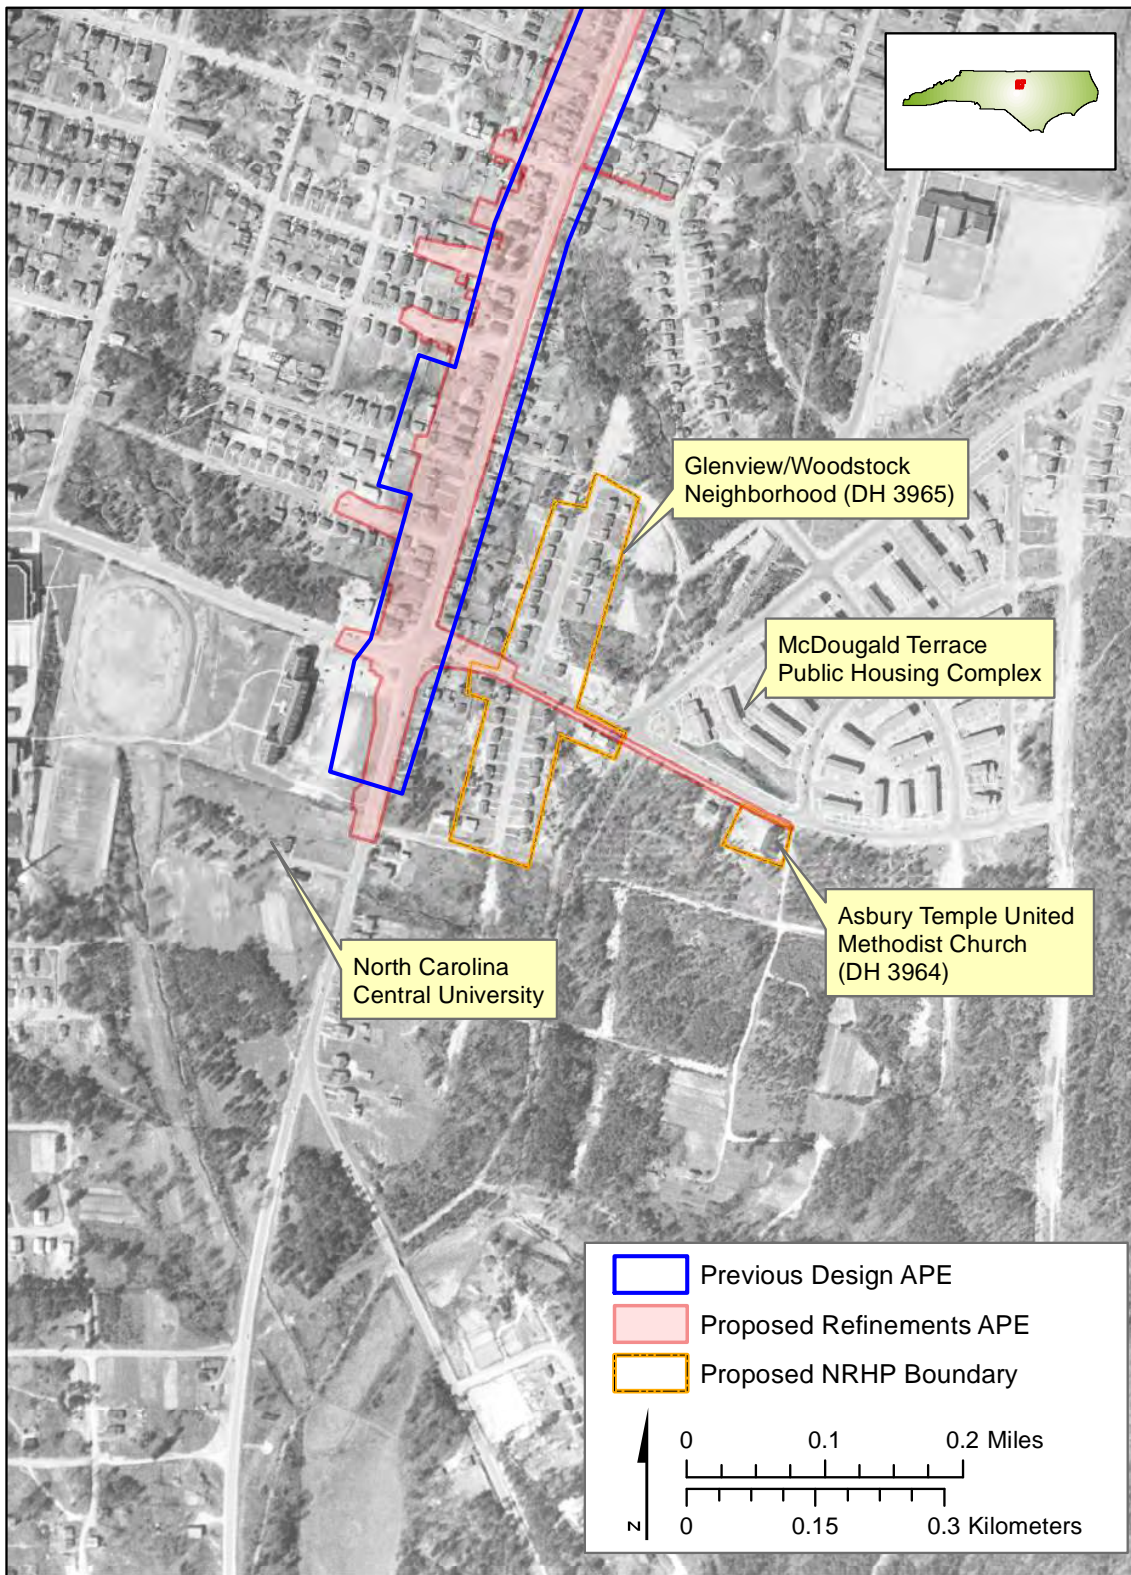 Glenview/Woodstock
Neighborhood (DH 3965)
McDougald Terrace
Public Housing Complex
Asbury Temple United
Methodist Church
(DH 3964)
North Carolina
Central University
Previous Design APE
Proposed Refinements APE
Proposed NRHP Boundary
0 0.1 0.2 Miles
0 0.15 0.3 Kilometers
N